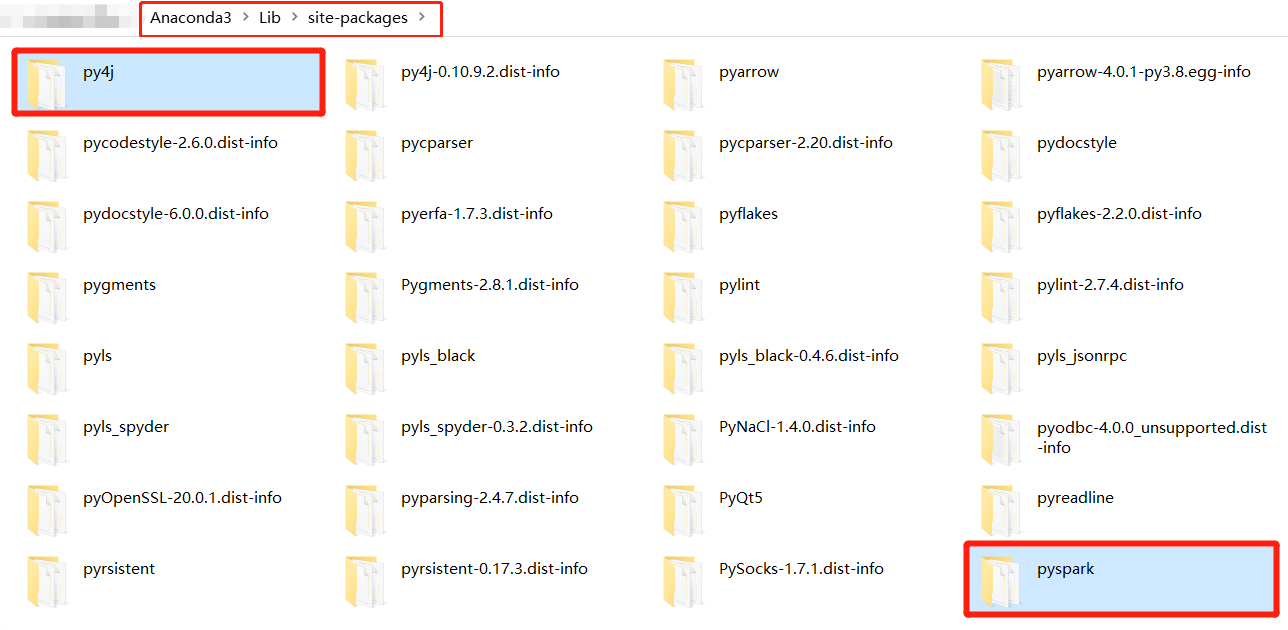 Anaconda3 > Lib > site-packages >
py4j
py4j-0.10.9.2.dist-info
pyarrow
pyarrow-4.0.1-py3.8.egg-info
pycodestyle-2.6.0.dist-info
pycparser
pycparser-2.20.dist-info
pydocstyle
pydocstyle-6.0.0.dist-info
pyerfa-1.7.3.dist-info
pyflakes
pyflakes-2.2.0.dist-info
pygments
Pygments-2.8.1.dist-info
pylint
pylint-2.7.4.dist-info
pyls
pyls_black
pyls_black-0.4.6.dist-info
pyls_jsonrpc
pyls_spyder
pyls_spyder-0.3.2.dist-info
PyNaCl-1.4.0.dist-info
pyodbc-4.0.0_unsupported.dist
-info
pyOpenSSL-20.0.1.dist-info
pyparsing-2.4.7.dist-info
PyQt5
pyreadline
pyrsistent
pyrsistent-0.17.3.dist-info
PySocks-1.7.1.dist-info
pyspark